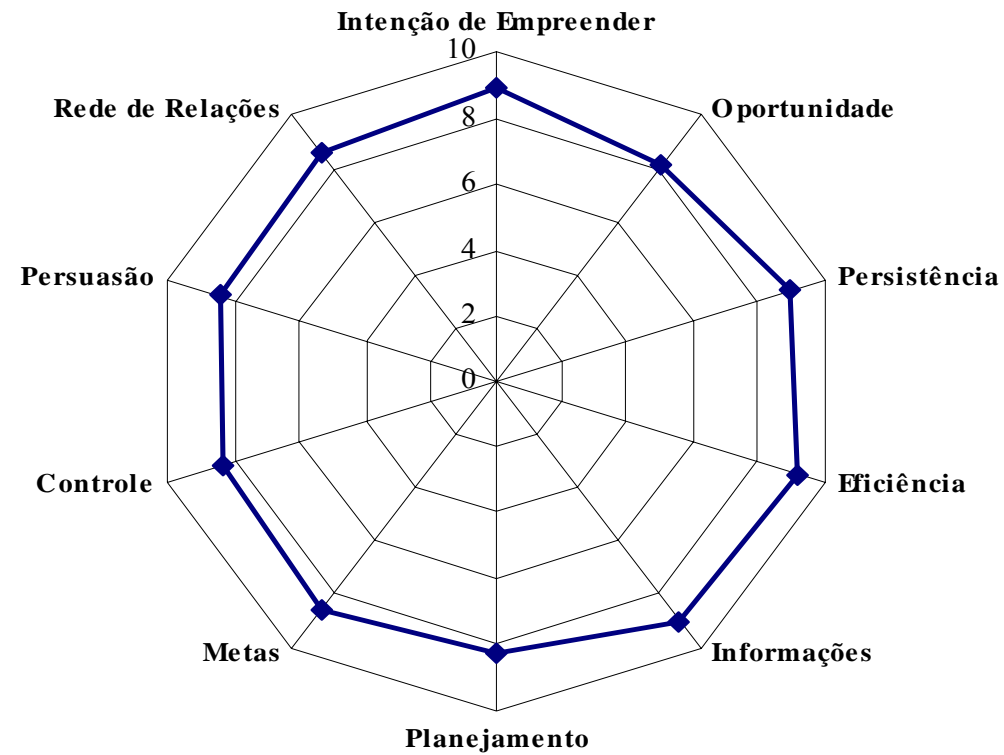 Intenção de Empreender
10
Rede de Relações
Oportunidade
8
6
4
Persuasão
Persistência
2
0
Controle
Eficiência
Metas
Informações
Planejamento